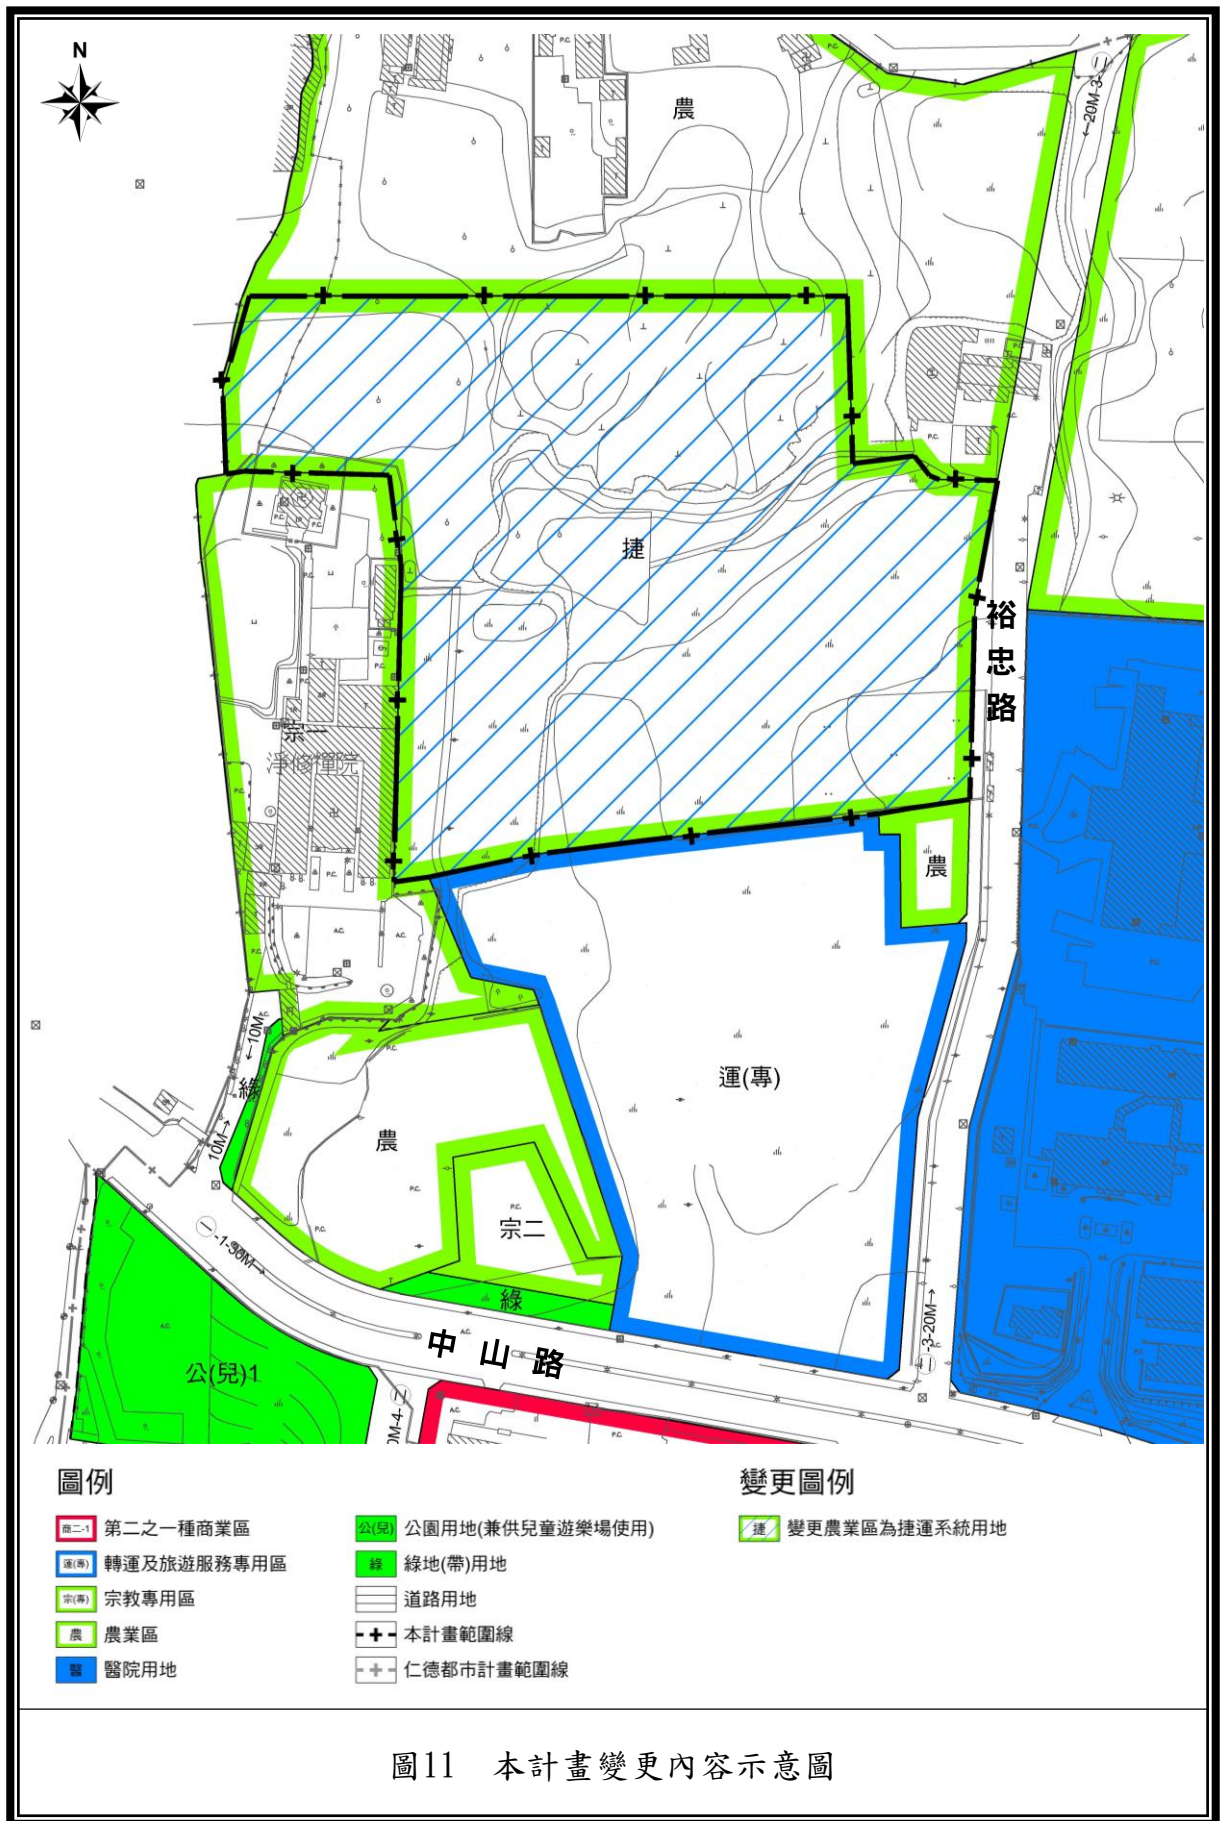 N
農
二
←20M-3-
捷
裕忠路
宗一
淨修禪院
農
運(專)
←10M
綠
10M→
農
宗二
綠
一-1-30M→
中山路
公(兒)1
二-3-20M→
0M-4-二
圖例
變更圖例
商二-1 第二之一種商業區
公(兒) 公園用地(兼供兒童遊樂場使用)
捷 變更農業區為捷運系統用地
運(專) 轉運及旅遊服務專用區
綠 綠地(帶)用地
宗(專) 宗教專用區
道路用地
農 農業區
本計畫範圍線
醫 醫院用地
仁德都市計畫範圍線
圖11 本計畫變更內容示意圖